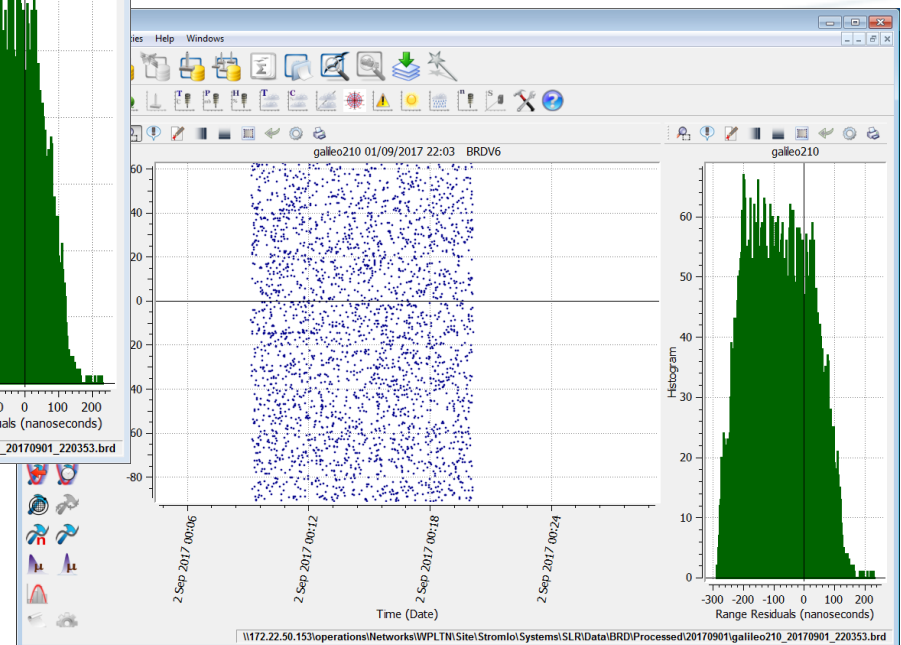 ties Help Windows
galileo210 01/09/2017 22:03 BRDV6
galileo210
60
40
20
0
20
40
60
-80
2 Sep 2017 00:06
2 Sep 2017 00:12
2 Sep 2017 00:18
2 Sep 2017 00:24
Time (Date)
Histogram
60
50
40
30
20
10
0
-300 -200 -100 0 100 200
Range Residuals (nanoseconds)
0 0 100 200
als (nanoseconds)
_20170901_220353.brd
\\172.22.50.153\operations\Networks\WPLTN\Site\Stromlo\Systems\SLR\Data\BRD\Processed\20170901\galileo210_20170901_220353.brd